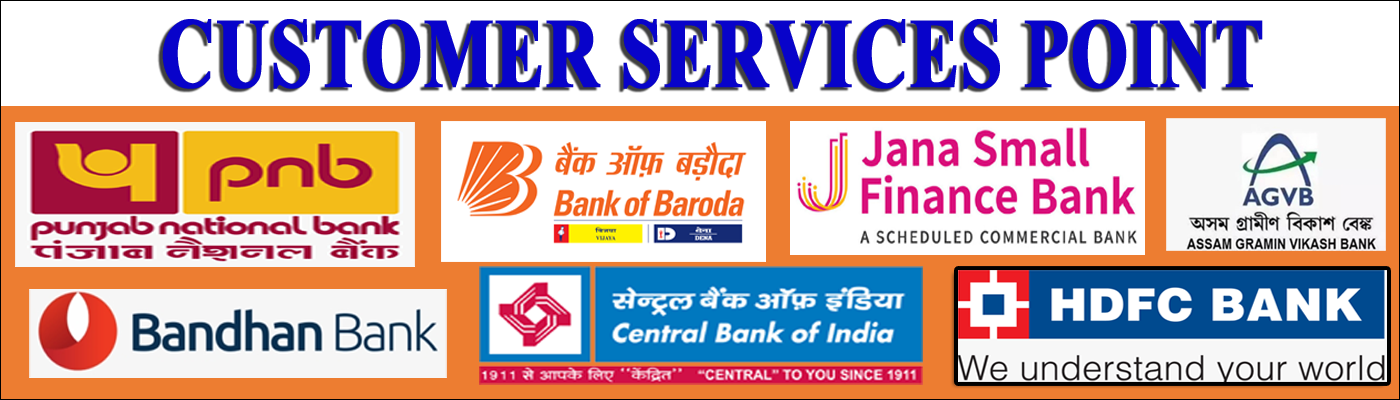 CUSTOMER SERVICES POINT
प pnb
punjab national bank
पंजाब नैशनल बैंक
बैंक ऑफ़ बड़ौदा
Bank of Baroda
विजया VIJAYA देना DENA
Jana Small
Finance Bank
A SCHEDULED COMMERCIAL BANK
AGVB
অসম গ্রামীণ বিকাশ বেঙ্ক
ASSAM GRAMIN VIKASH BANK
Bandhan Bank
सेन्ट्रल बैंक ऑफ़ इंडिया
Central Bank of India
1911 से आपके लिए "केंद्रित" "CENTRAL" TO YOU SINCE 1911
HDFC BANK
We understand your world